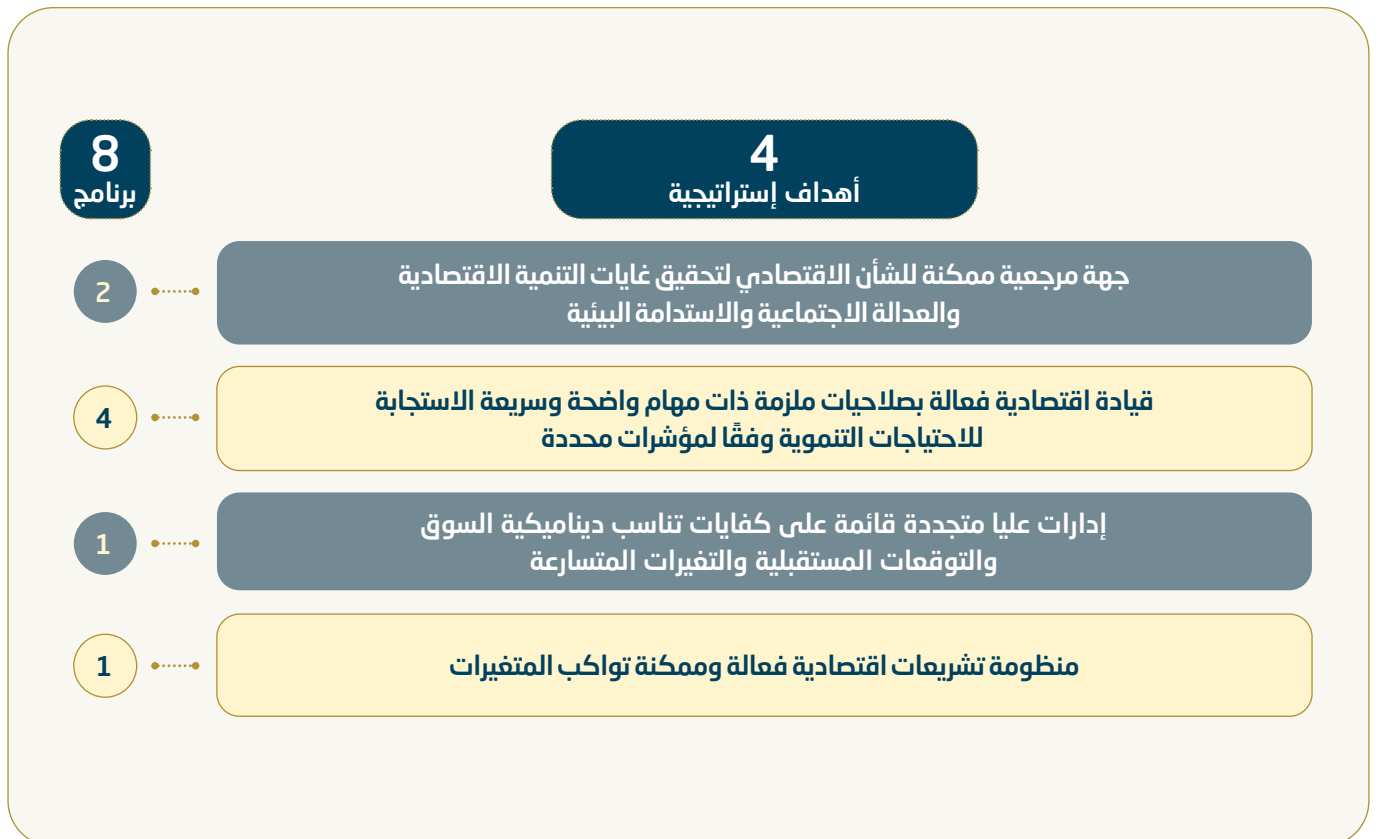 4
أهداف إستراتيجية
8
برنامج
جهة مرجعية ممكنة للشأن الاقتصادي لتحقيق غايات التنمية الاقتصادية
والعدالة الاجتماعية والاستدامة البيئية
2
قيادة اقتصادية فعالة بصلاحيات ملزمة ذات مهام واضحة وسريعة الاستجابة
للاحتياجات التنموية وفقًا لمؤشرات محددة
4
إدارات عليا متجددة قائمة على كفايات تناسب ديناميكية السوق
والتوقعات المستقبلية والتغيرات المتسارعة
1
منظومة تشريعات اقتصادية فعالة وممكنة تواكب المتغيرات
1